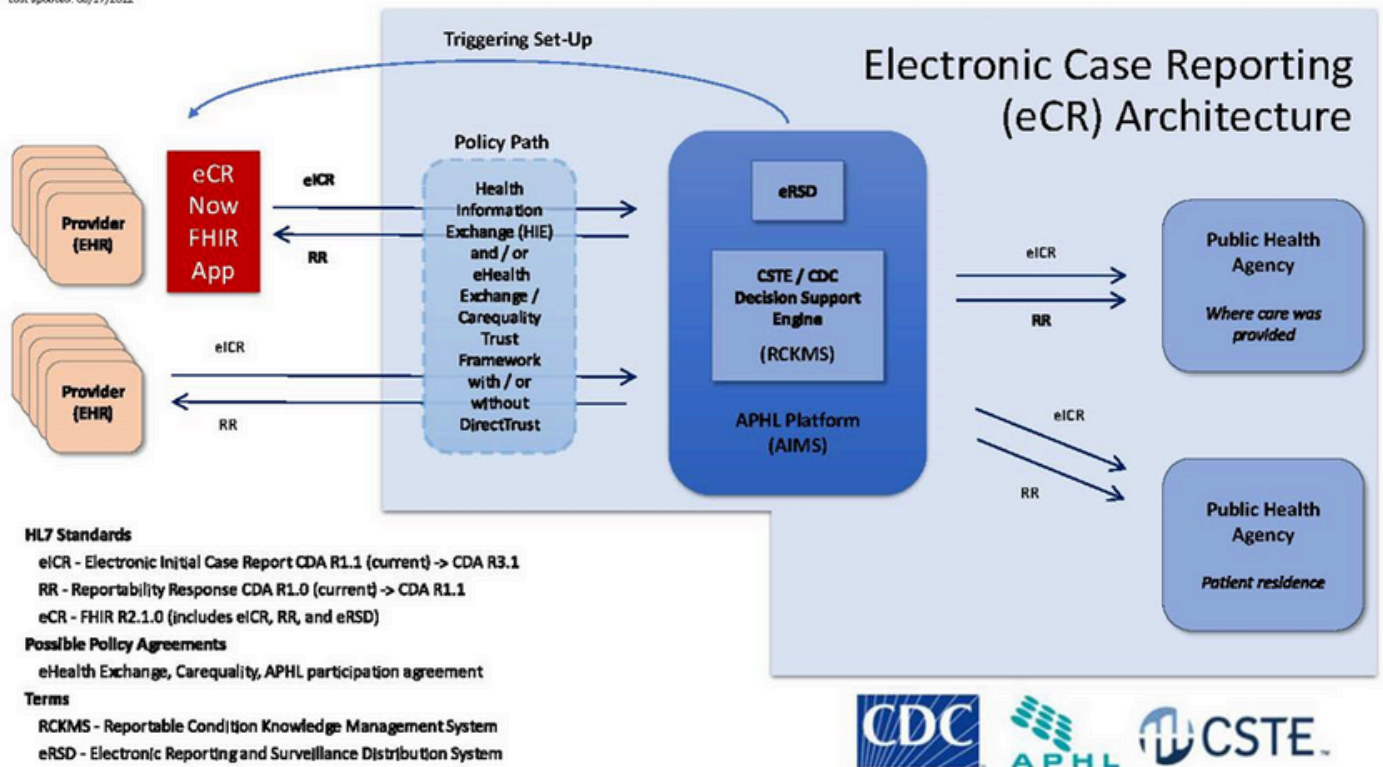 Triggering Set-Up
Electronic Case Reporting
(eCR) Architecture
Policy Path
Provider
(EHR)
eCR
Now
FHIR
App
eICR
RR
Health
Information
Exchange (HIE)
and / or
eHealth
Exchange /
Carequality
Trust
Framework
with / or
without
DirectTrust
eRSD
CSTE / CDC
Decision Support
Engine
(RCKMS)
APHL Platform
(AIMS)
eICR
RR
Public Health
Agency
Where care was
provided
Provider
(EHR)
eICR
RR
eICR
RR
Public Health
Agency
Patient residence
HL7 Standards
eICR - Electronic Initial Case Report CDA R1.1 (current) -> CDA R3.1
RR - Reportability Response CDA R1.0 (current) -> CDA R1.1
eCR - FHIR R2.1.0 (includes eICR, RR, and eRSD)
Possible Policy Agreements
eHealth Exchange, Carequality, APHL participation agreement
Terms
RCKMS - Reportable Condition Knowledge Management System
eRSD - Electronic Reporting and Surveillance Distribution System
CDC
APHL
CSTE